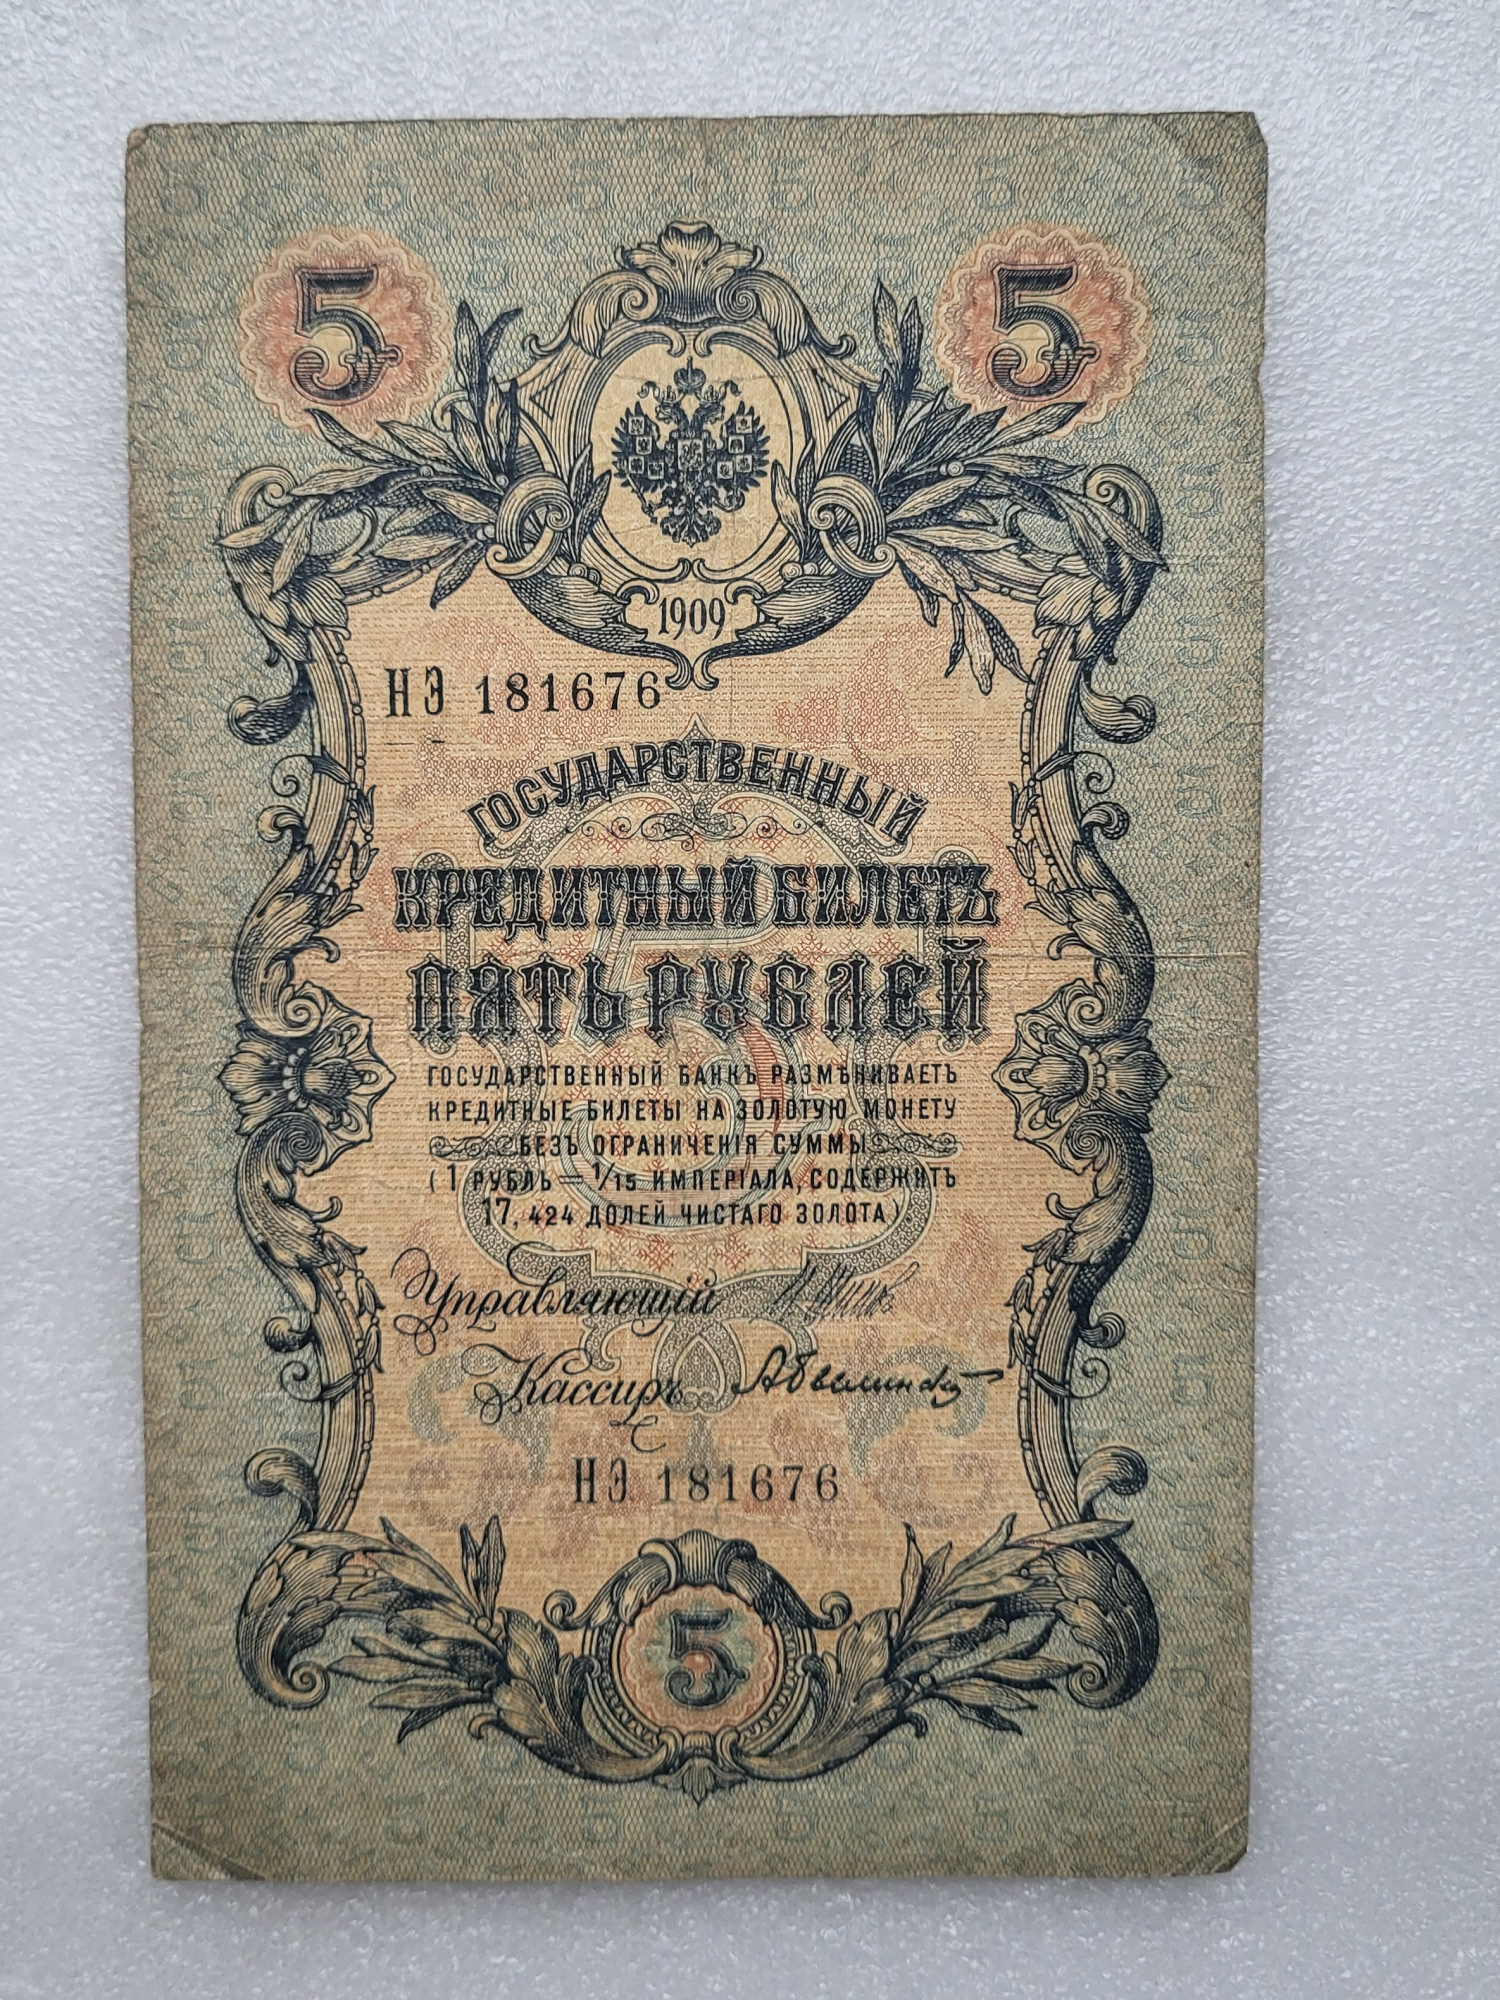 5 5
1909
НЭ 181676
ГОСУДАРСТВЕННЫЙ
КРЕДИТНЫЙ БИЛЕТЪ
ПЯТЬ РУБЛЕЙ
ГОСУДАРСТВЕННЫЙ БАНКЪ РАЗМѢНИВАЕТЪ
КРЕДИТНЫЕ БИЛЕТЫ НА ЗОЛОТУЮ МОНЕТУ
БЕЗЪ ОГРАНИЧЕНІЯ СУММЫ
(1 РУБЛЬ = 1/15 ИМПЕРІАЛА, СОДЕРЖИТЪ
17,424 ДОЛЕЙ ЧИСТАГО ЗОЛОТА).
Управляющій
Кассиръ
НЭ 181676
5